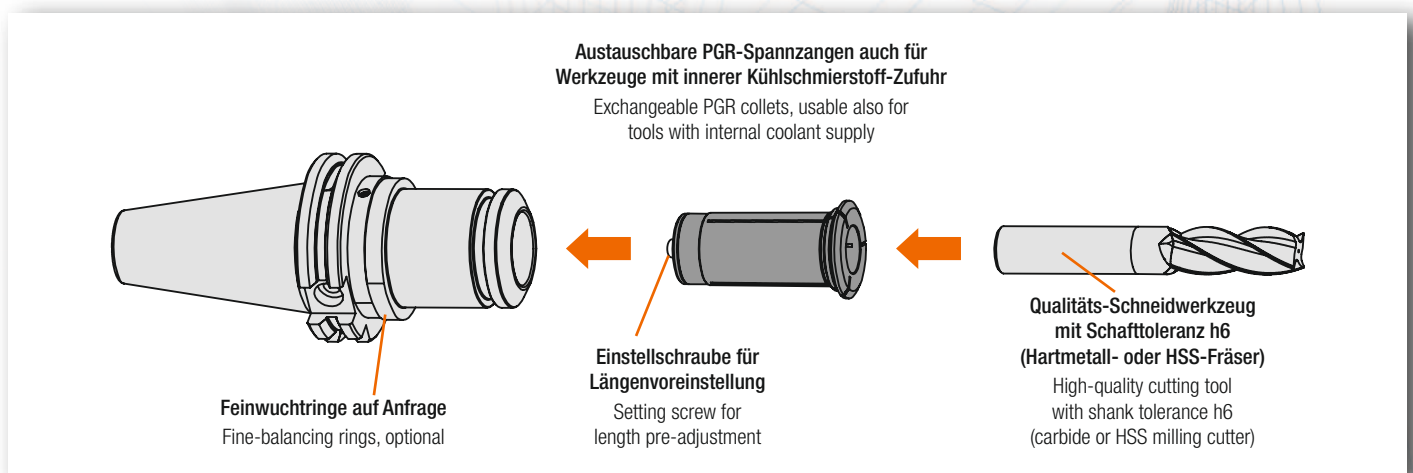 Austauschbare PGR-Spannzangen auch für
Werkzeuge mit innerer Kühlschmierstoff-Zufuhr
Exchangeable PGR collets, usable also for
tools with internal coolant supply
Feinwuchtringe auf Anfrage
Fine-balancing rings, optional
Einstellschraube für
Längenvoreinstellung
Setting screw for
length pre-adjustment
Qualitäts-Schneidwerkzeug
mit Schafttoleranz h6
(Hartmetall- oder HSS-Fräser)
High-quality cutting tool
with shank tolerance h6
(carbide or HSS milling cutter)